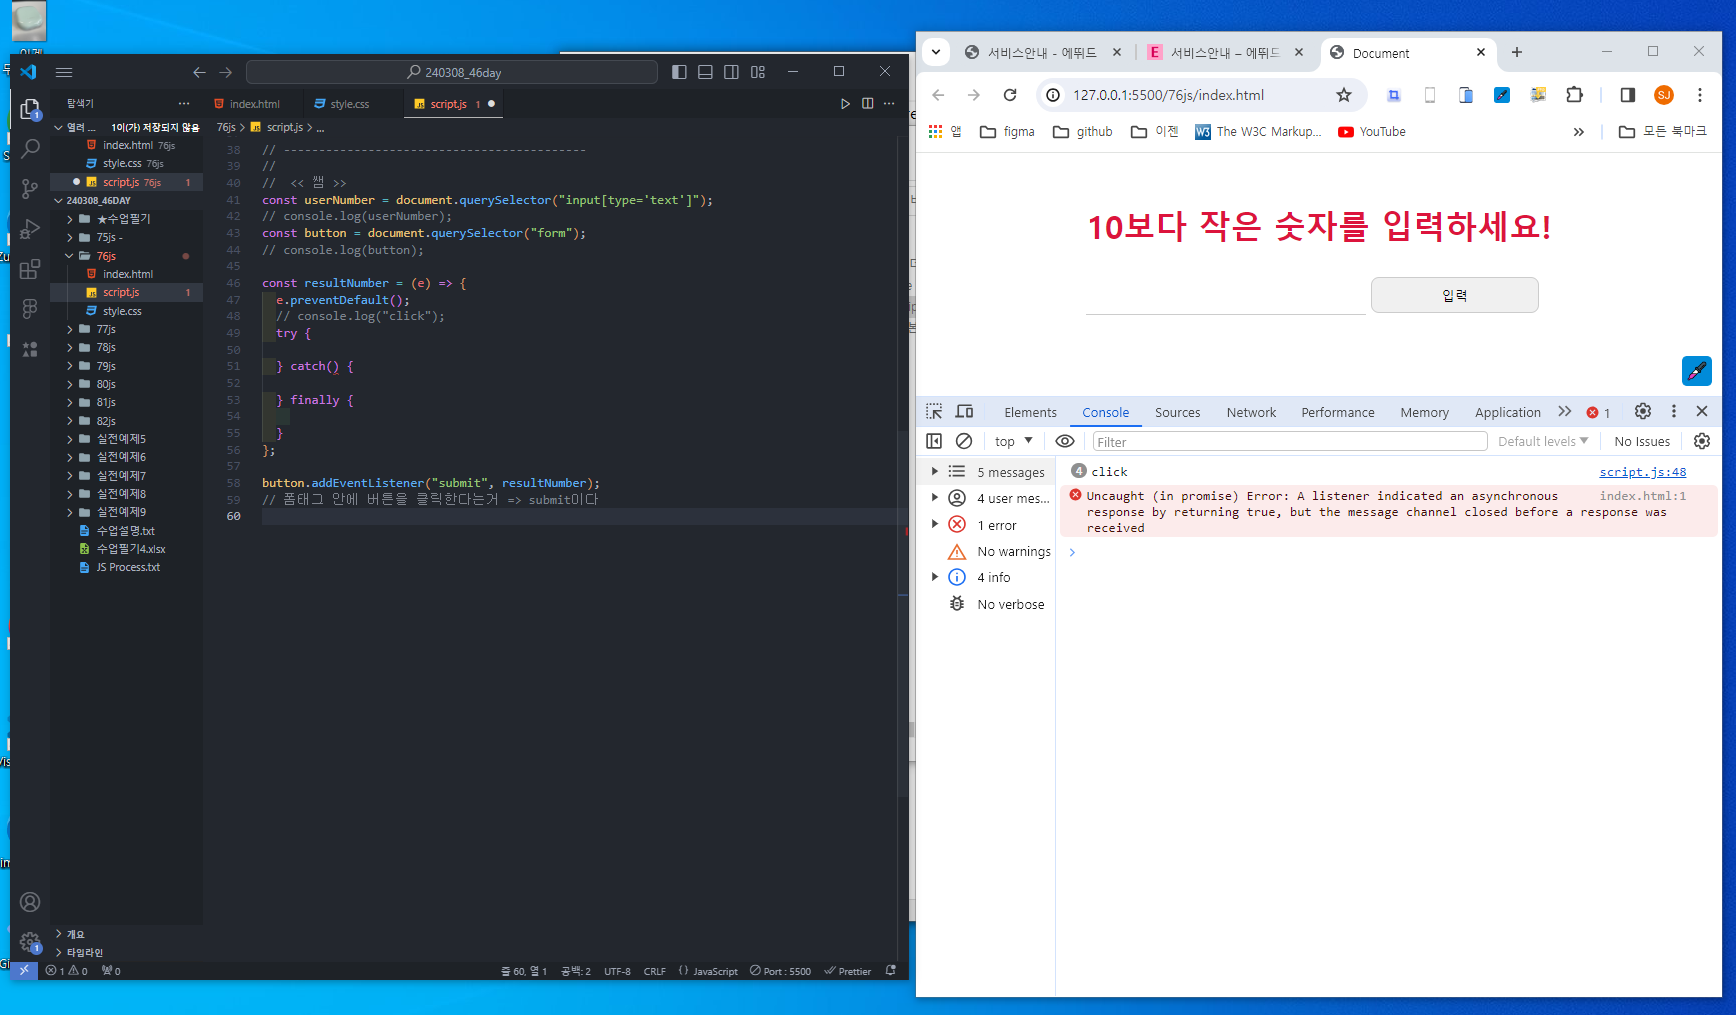 240308_46day
탐색기
index.html
style.css
script.js 1
열려 ... 1이(가) 저장되지 않음
76js > script.js > ...
index.html 76js
style.css 76js
script.js 76js 1
240308_46DAY
★수업필기
75js -
76js
index.html
script.js 1
style.css
77js
78js
79js
80js
81js
82js
실전예제5
실전예제6
실전예제7
실전예제8
실전예제9
수업설명.txt
수업필기4.xlsx
JS Process.txt
개요
타임라인
38 // -------------------------------------------
39 //
40 // << 쌤 >>
41 const userNumber = document.querySelector("input[type='text']");
42 // console.log(userNumber);
43 const button = document.querySelector("form");
44 // console.log(button);
45
46 const resultNumber = (e) => {
47 e.preventDefault();
48 // console.log("click");
49 try {
50
51 } catch() {
52
53 } finally {
54
55 }
56 };
57
58 button.addEventListener("submit", resultNumber);
59 // 폼태그 안에 버튼을 클릭한다는거 => submit이다
60
1 0 0
줄 60, 열 1 공백: 2 UTF-8 CRLF {} JavaScript Port : 5500 Prettier
서비스안내 - 에뛰드
서비스안내 – 에뛰드
Document
127.0.0.1:5500/76js/index.html
SJ
앱 figma github 이젠 The W3C Markup... YouTube » 모든 북마크
10보다 작은 숫자를 입력하세요!
입력
Elements Console Sources Network Performance Memory Application 1
top Filter Default levels No Issues
5 messages
4 user mes...
1 error
No warnings
4 info
No verbose
4 click script.js:48
Uncaught (in promise) Error: A listener indicated an asynchronous index.html:1
response by returning true, but the message channel closed before a response was
received